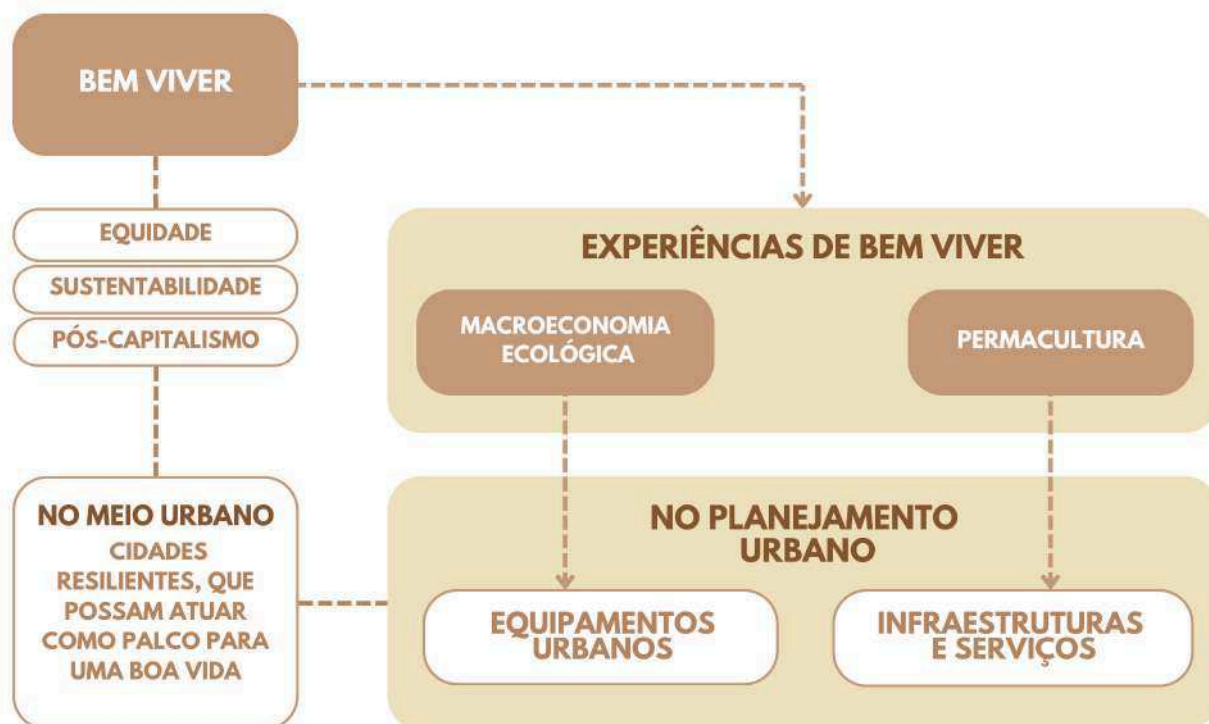 BEM VIVER
EQUIDADE
SUSTENTABILIDADE
PÓS-CAPITALISMO
NO MEIO URBANO
CIDADES
RESILIENTES, QUE
POSSAM ATUAR
COMO PALCO PARA
UMA BOA VIDA
EXPERIÊNCIAS DE BEM VIVER
MACROECONOMIA
ECOLÓGICA
PERMACULTURA
NO PLANEJAMENTO
URBANO
EQUIPAMENTOS
URBANOS
INFRAESTRUTURAS
E SERVIÇOS